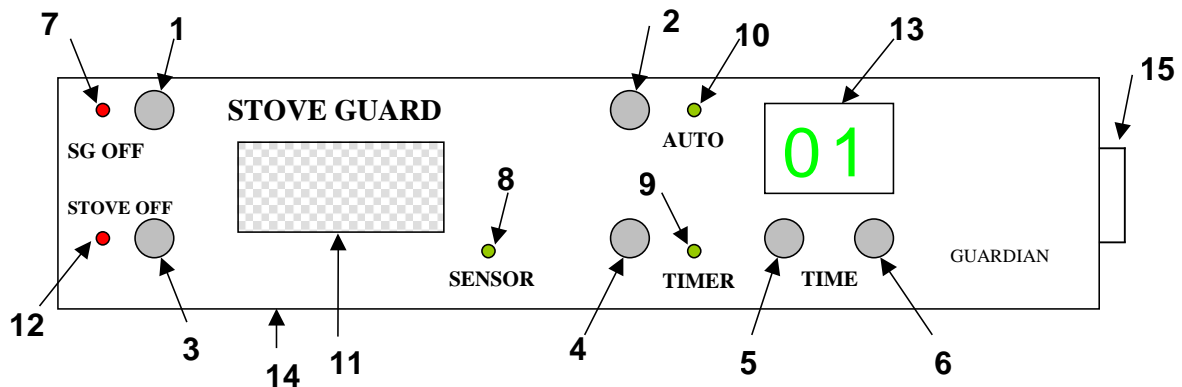 7 1 2 10 13
15
STOVE GUARD
SG OFF AUTO 01
8 9
STOVE OFF
SENSOR TIMER TIME GUARDIAN
12 3 14 11 4 5 6